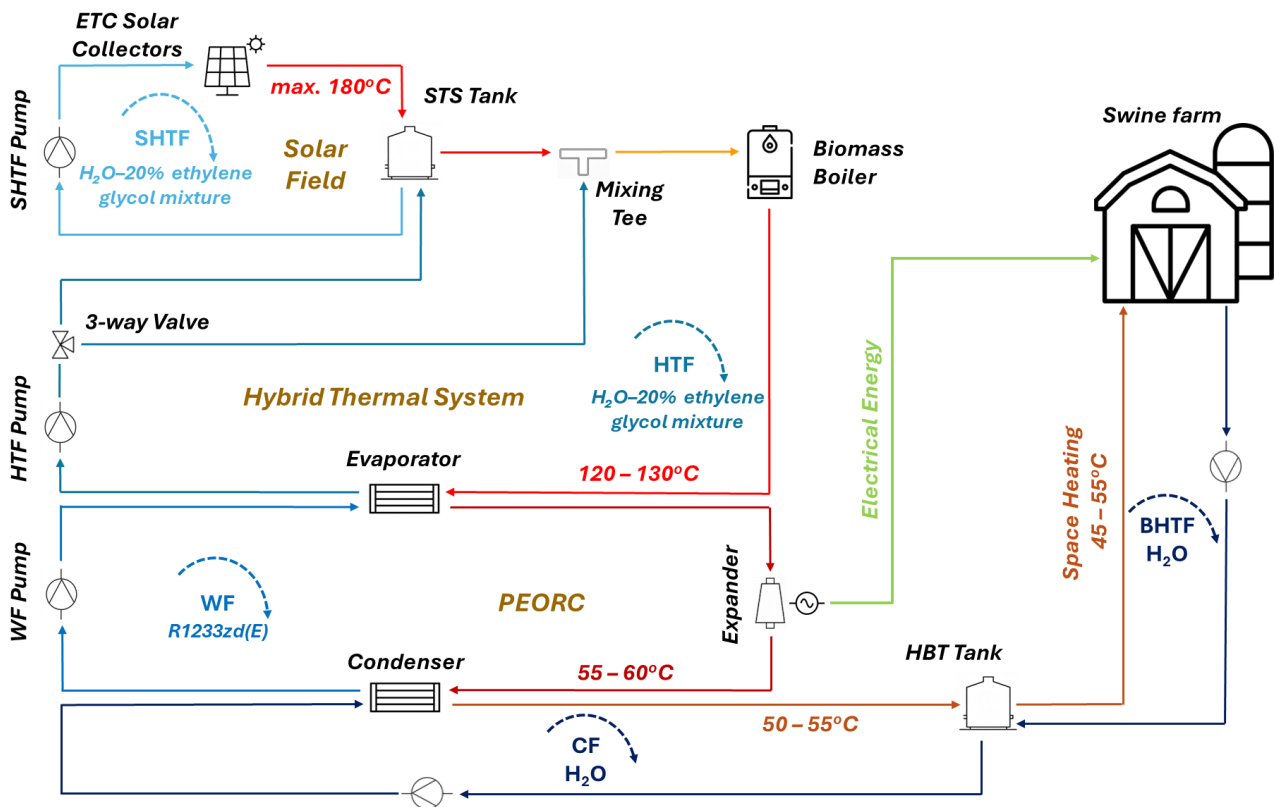 ETC Solar
Collectors
max. 180°C
STS Tank
SHTF Pump
SHTF
H₂O–20% ethylene
glycol mixture
Solar
Field
Mixing
Tee
Biomass
Boiler
Swine farm
3-way Valve
HTF
H₂O–20% ethylene
glycol mixture
Hybrid Thermal System
HTF Pump
Evaporator
120 – 130°C
Electrical Energy
Space Heating
45 – 55°C
BHTF
H₂O
WF Pump
WF
R1233zd(E)
PEORC
Expander
Condenser
55 – 60°C
HBT Tank
50 – 55°C
CF
H₂O